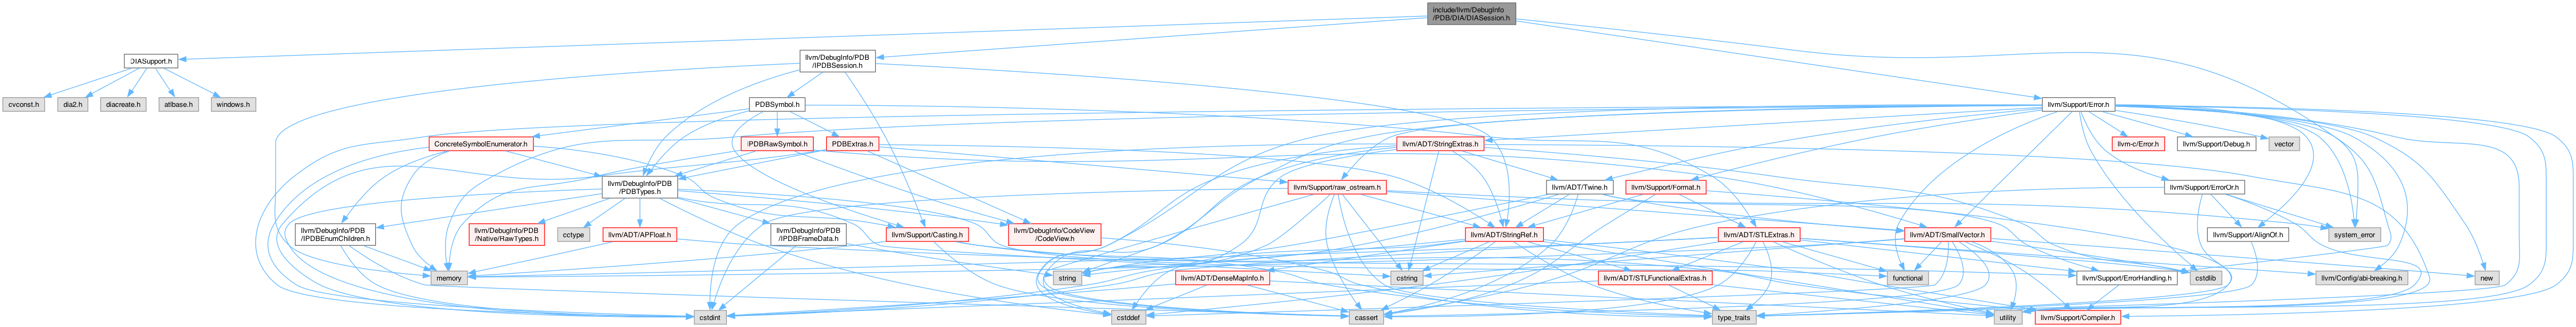 include/llvm/DebugInfo
/PDB/DIA/DIASession.h
DIASupport.h
llvm/DebugInfo/PDB
/IPDBSession.h
cvconst.h
dia2.h
diacreate.h
atlbase.h
windows.h
PDBSymbol.h
llvm/Support/Error.h
ConcreteSymbolEnumerator.h
IPDBRawSymbol.h
PDBExtras.h
llvm/ADT/StringExtras.h
llvm-c/Error.h
llvm/Support/Debug.h
vector
llvm/DebugInfo/PDB
/PDBTypes.h
llvm/Support/raw_ostream.h
llvm/ADT/Twine.h
llvm/Support/Format.h
llvm/Support/ErrorOr.h
llvm/DebugInfo/PDB
/IPDBEnumChildren.h
llvm/DebugInfo/PDB
/Native/RawTypes.h
cctype
llvm/ADT/APFloat.h
llvm/DebugInfo/PDB
/IPDBFrameData.h
llvm/Support/Casting.h
llvm/DebugInfo/CodeView
/CodeView.h
llvm/ADT/StringRef.h
llvm/ADT/STLExtras.h
llvm/ADT/SmallVector.h
llvm/Support/AlignOf.h
system_error
memory
string
llvm/ADT/DenseMapInfo.h
cstring
llvm/ADT/STLFunctionalExtras.h
functional
llvm/Support/ErrorHandling.h
cstdlib
llvm/Config/abi-breaking.h
new
cstdint
cstddef
cassert
type_traits
utility
llvm/Support/Compiler.h